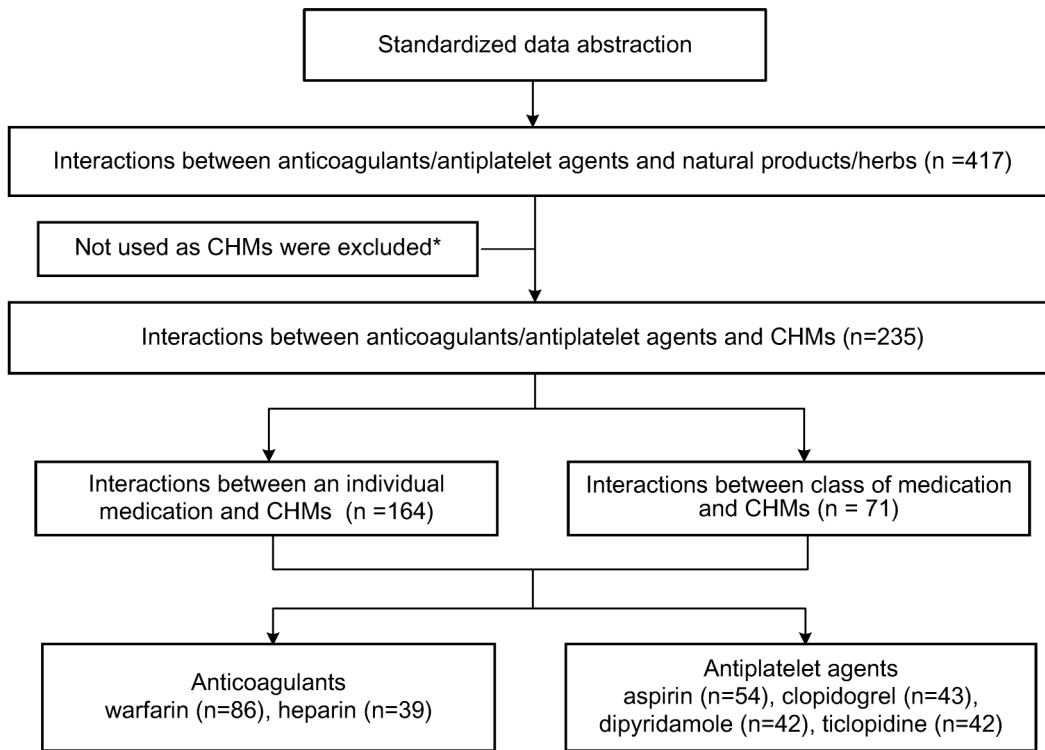 Standardized data abstraction
Interactions between anticoagulants/antiplatelet agents and natural products/herbs (n =417)
Not used as CHMs were excluded*
Interactions between anticoagulants/antiplatelet agents and CHMs (n=235)
Interactions between an individual
medication and CHMs (n =164)
Interactions between class of medication
and CHMs (n = 71)
Anticoagulants
warfarin (n=86), heparin (n=39)
Antiplatelet agents
aspirin (n=54), clopidogrel (n=43),
dipyridamole (n=42), ticlopidine (n=42)